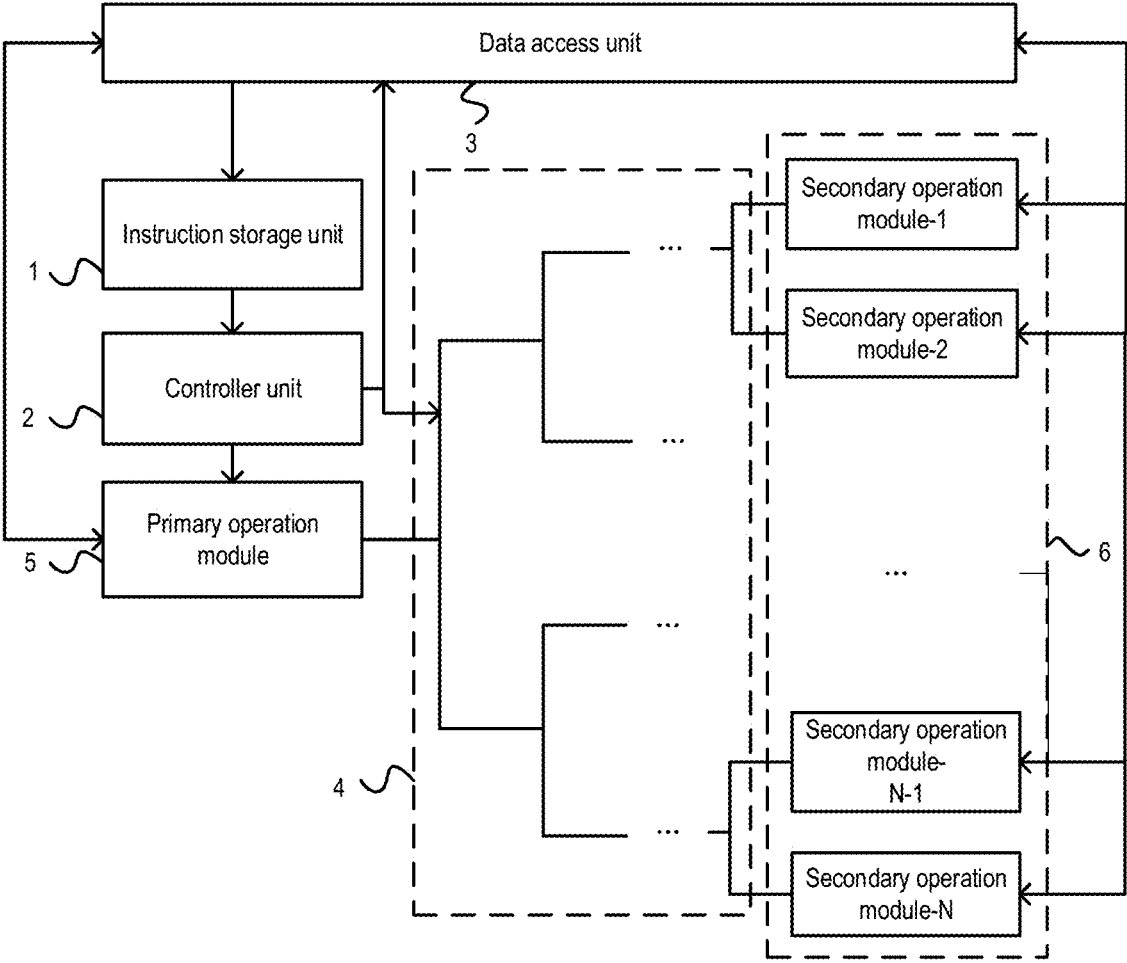 Data access unit
3
Secondary operation
module-1
...
Instruction storage unit
1
Secondary operation
module-2
Controller unit
2
...
Primary operation
module
5
6
...
...
Secondary operation
module-
N-1
4
...
Secondary operation
module-N